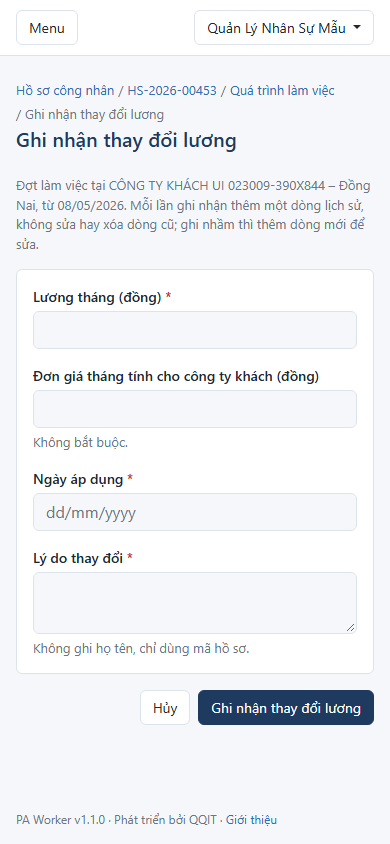 Menu
Quản Lý Nhân Sự Mẫu
Hồ sơ công nhân / HS-2026-00453 / Quá trình làm việc
/ Ghi nhận thay đổi lương
Ghi nhận thay đổi lương
Đợt làm việc tại CÔNG TY KHÁCH UI 023009-390X844 – Đồng
Nai, từ 08/05/2026. Mỗi lần ghi nhận thêm một dòng lịch sử,
không sửa hay xóa dòng cũ; ghi nhầm thì thêm dòng mới để
sửa.
Lương tháng (đồng) *
Đơn giá tháng tính cho công ty khách (đồng)
Không bắt buộc.
Ngày áp dụng *
dd/mm/yyyy
Lý do thay đổi *
Không ghi họ tên, chỉ dùng mã hồ sơ.
Hủy
Ghi nhận thay đổi lương
PA Worker v1.1.0 · Phát triển bởi QQIT · Giới thiệu